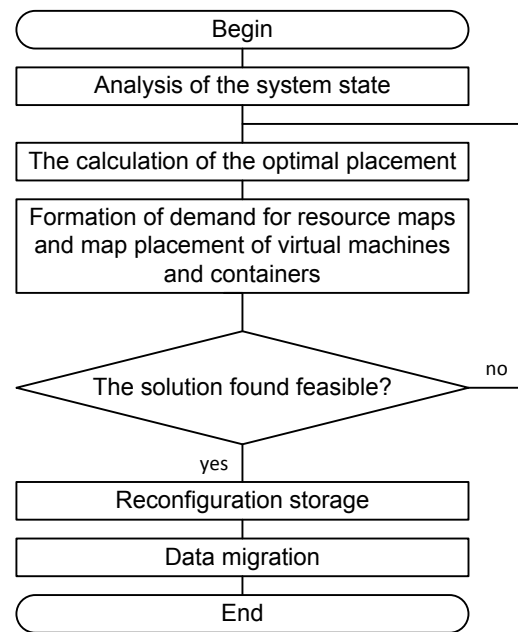 Begin
Analysis of the system state
The calculation of the optimal placement
Formation of demand for resource maps
and map placement of virtual machines
and containers
The solution found feasible?
no
yes
Reconfiguration storage
Data migration
End